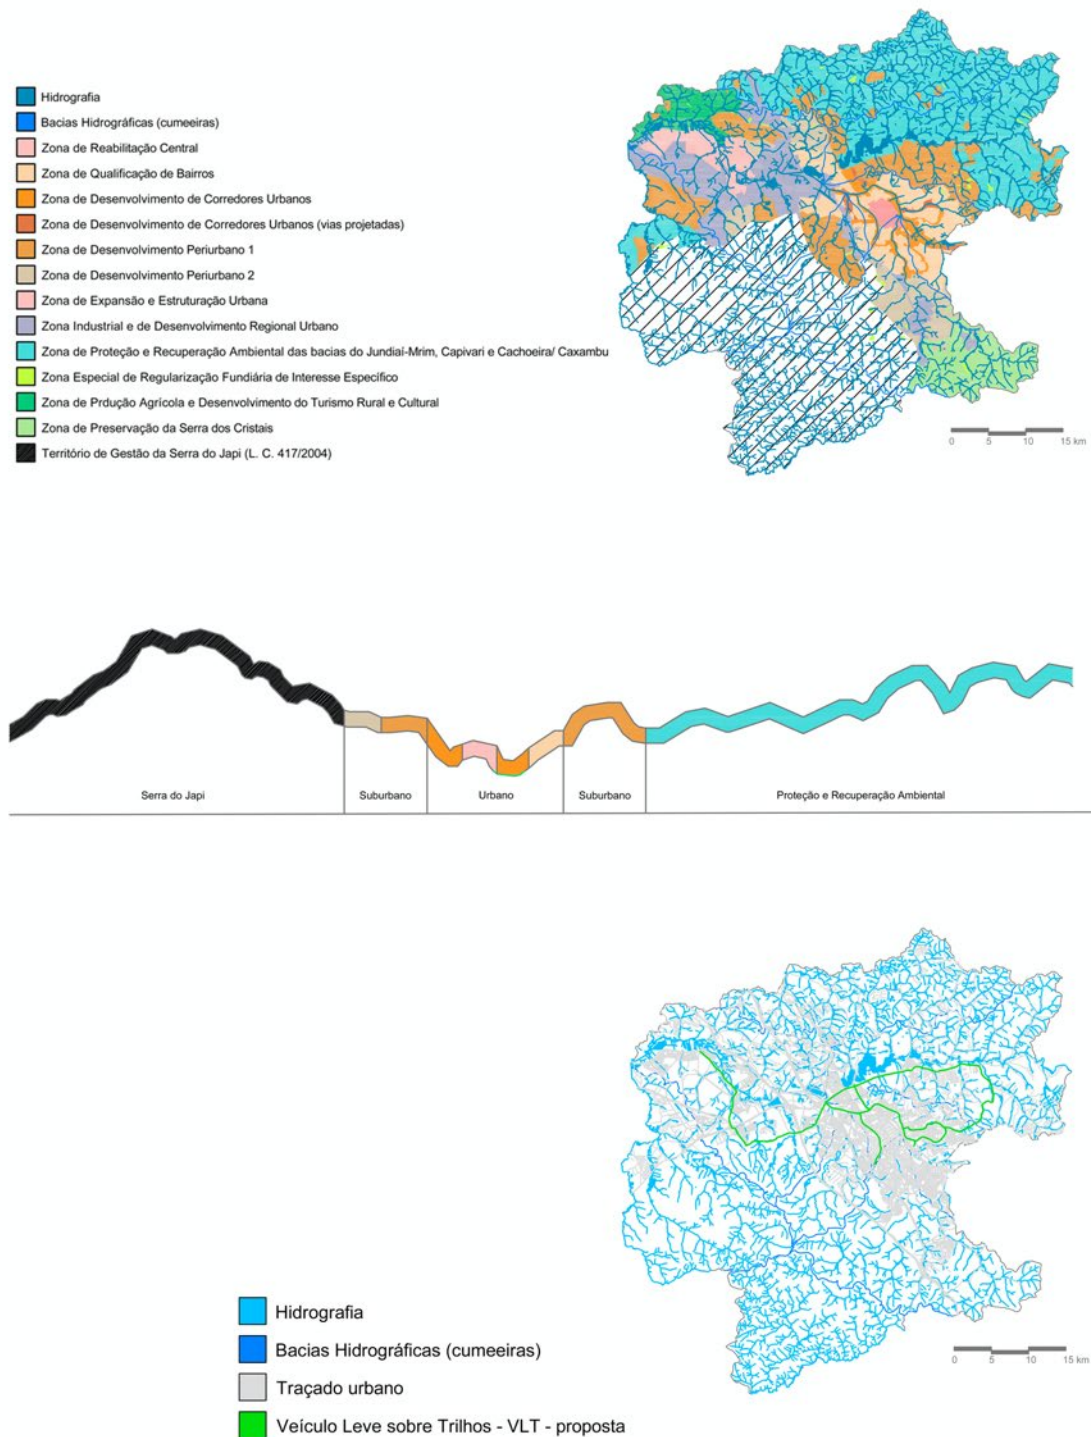 Hidrografia
Bacias Hidrográficas (cumeeiras)
Zona de Reabilitação Central
Zona de Qualificação de Bairros
Zona de Desenvolvimento de Corredores Urbanos
Zona de Desenvolvimento de Corredores Urbanos (vias projetadas)
Zona de Desenvolvimento Periurbano 1
Zona de Desenvolvimento Periurbano 2
Zona de Expansão e Estruturação Urbana
Zona Industrial e de Desenvolvimento Regional Urbano
Zona de Proteção e Recuperação Ambiental das bacias do Jundiaí-Mrim, Capivari e Cachoeira/ Caxambu
Zona Especial de Regularização Fundiária de Interesse Específico
Zona de Prdução Agrícola e Desenvolvimento do Turismo Rural e Cultural
Zona de Preservação da Serra dos Cristais
Território de Gestão da Serra do Japi (L. C. 417/2004)
0 5 10 15 km
Serra do Japi
Suburbano
Urbano
Suburbano
Proteção e Recuperação Ambiental
0 5 10 15 km
Hidrografia
Bacias Hidrográficas (cumeeiras)
Traçado urbano
Veículo Leve sobre Trilhos - VLT - proposta